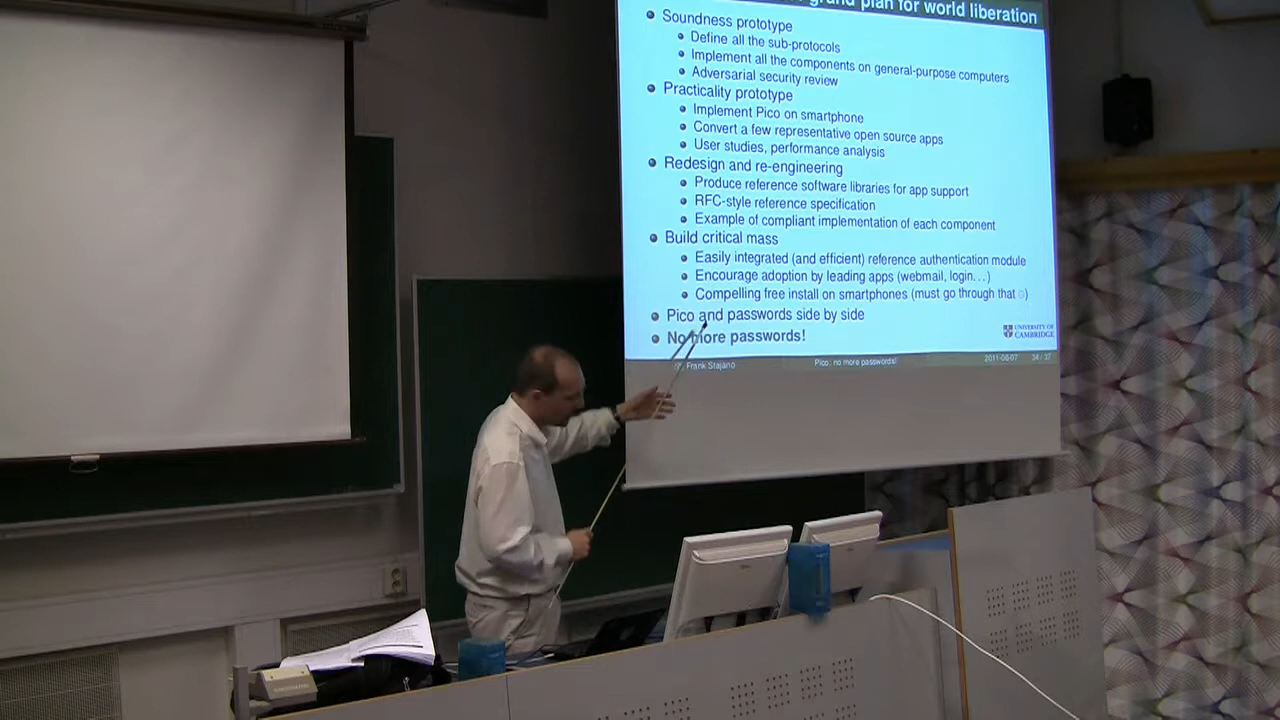 grand plan for world liberation
Soundness prototype
Define all the sub-protocols
Implement all the components on general-purpose computers
Adversarial security review
Practicality prototype
Implement Pico on smartphone
Convert a few representative open source apps
User studies, performance analysis
Redesign and re-engineering
Produce reference software libraries for app support
RFC-style reference specification
Example of compliant implementation of each component
Build critical mass
Easily integrated (and efficient) reference authentication module
Encourage adoption by leading apps (webmail, login...)
Compelling free install on smartphones (must go through that ☺)
Pico and passwords side by side
No more passwords!
UNIVERSITY OF
CAMBRIDGE
Frank Stajano Pico: no more passwords! 2011-06-07 34 / 37